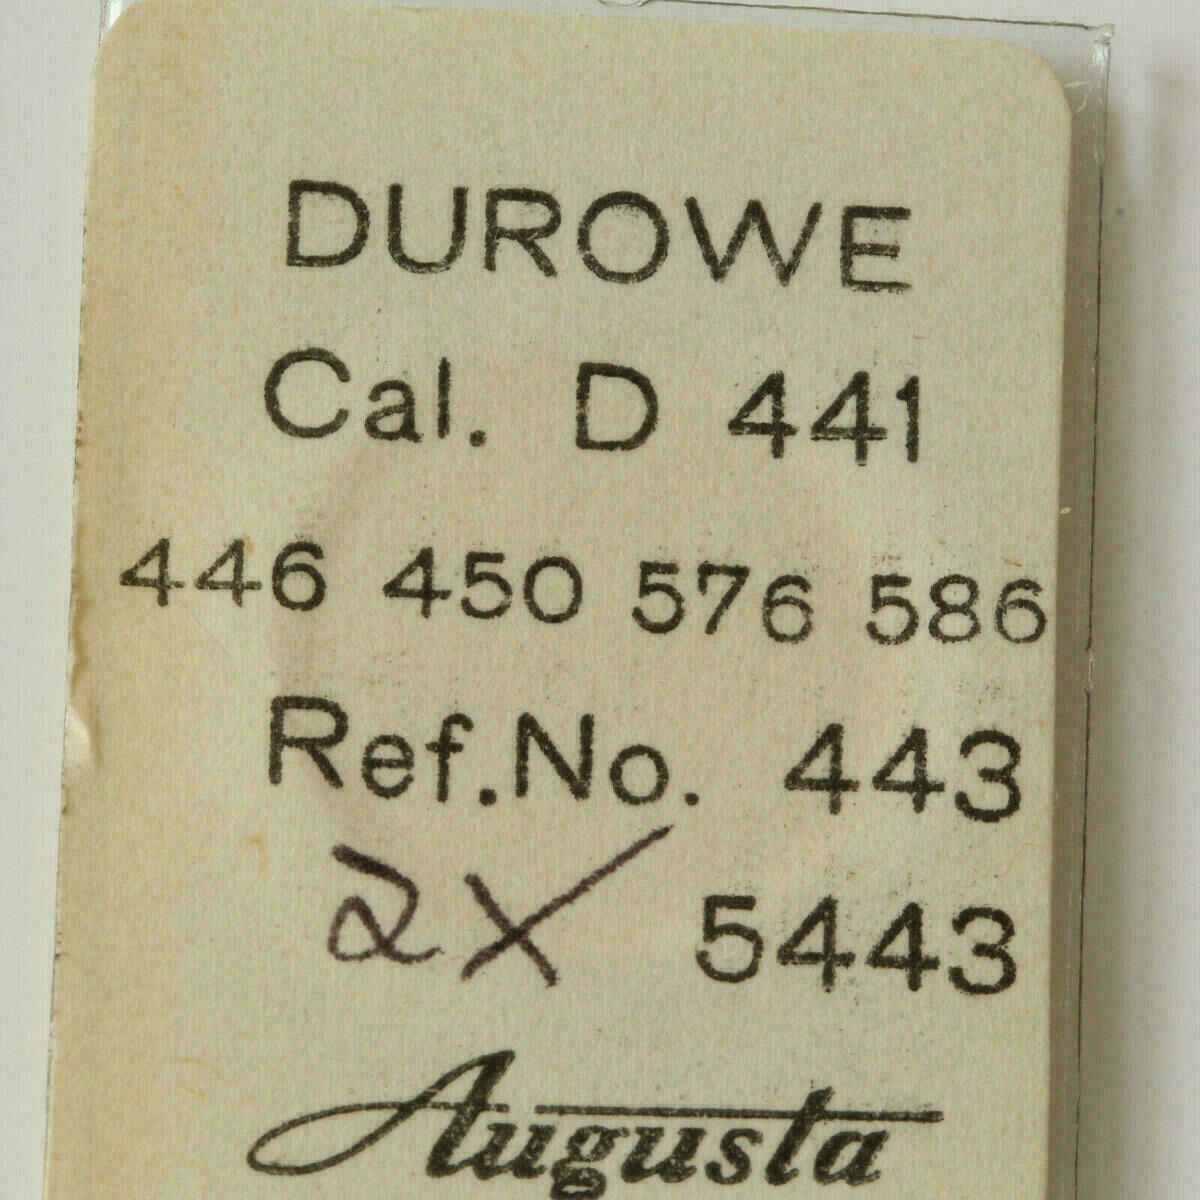 DUROWE
Cal. D 441
446 450 576 586
Ref.No. 443
2X 5443
Augusta